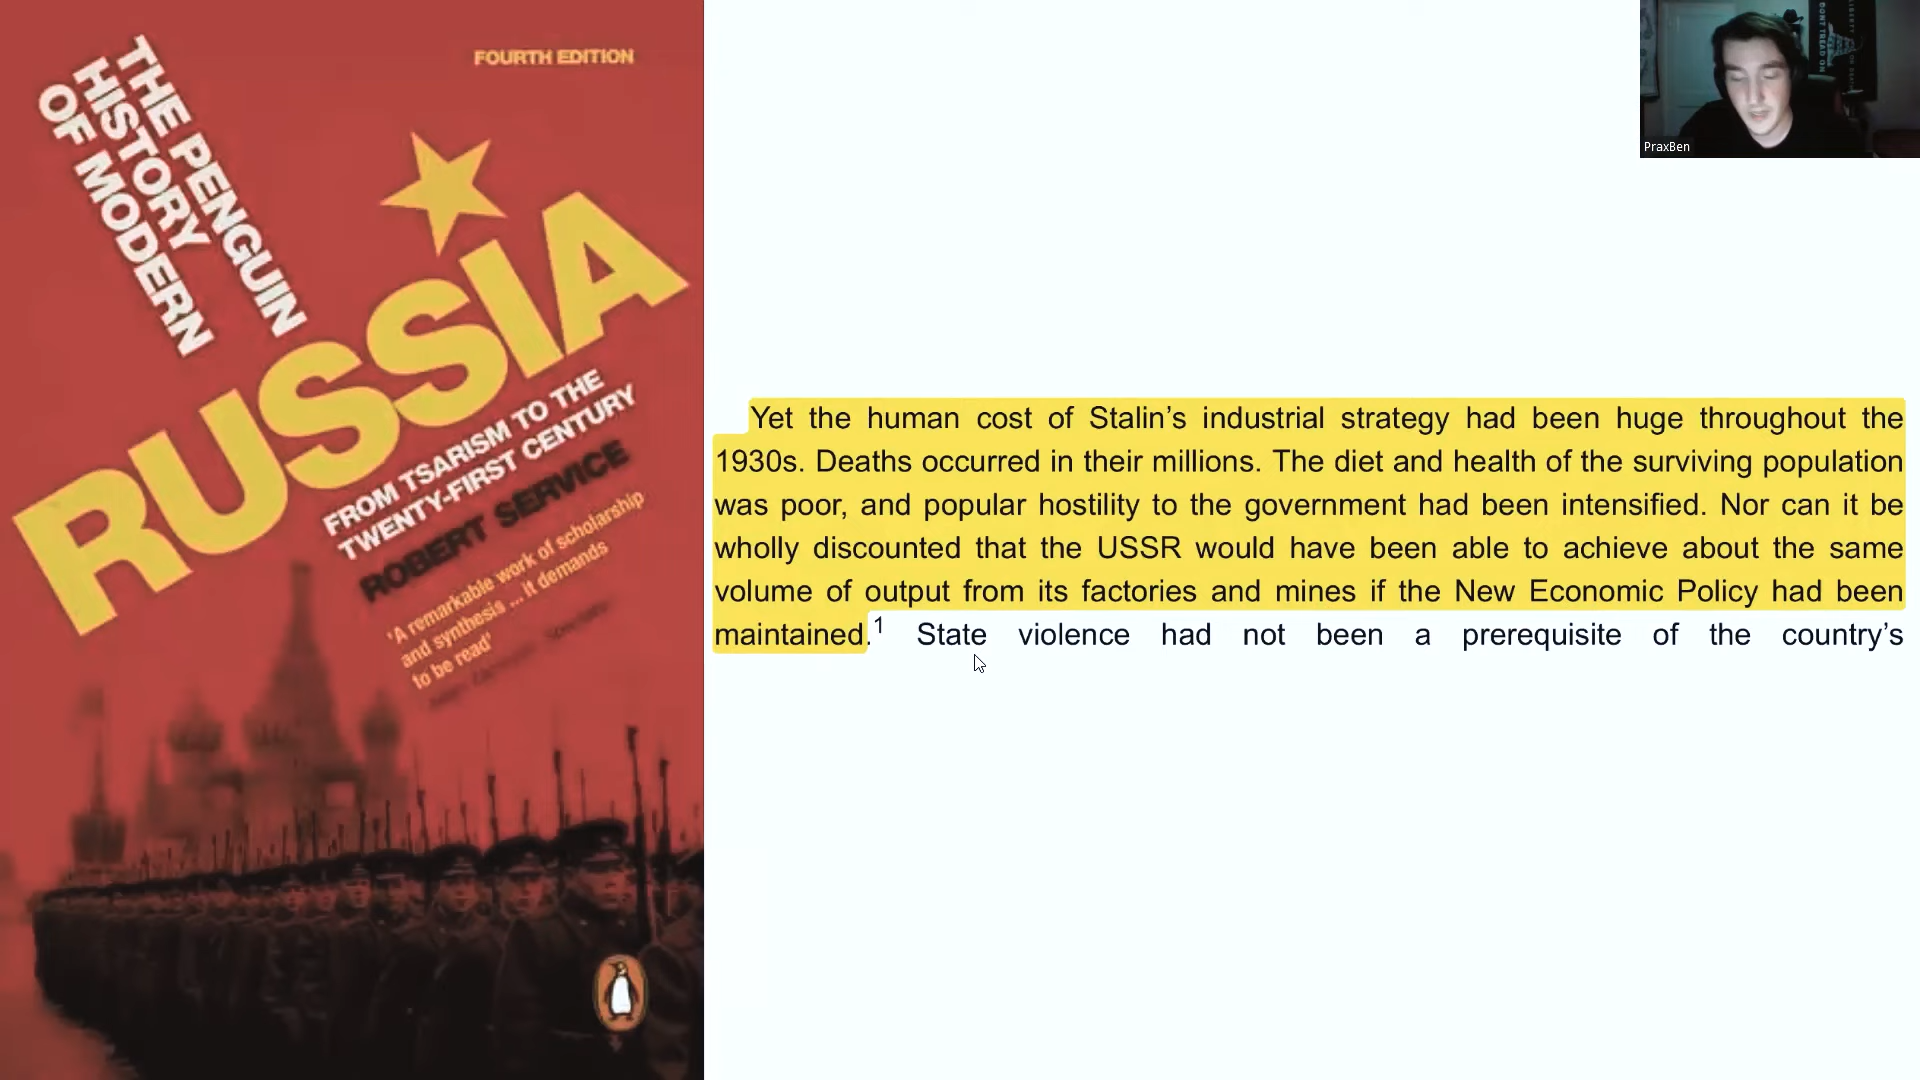 THE PENGUIN
HISTORY
OF MODERN
FOURTH EDITION
RUSSIA
FROM TSARISM TO THE
TWENTY-FIRST CENTURY
ROBERT SERVICE
'A remarkable work of scholarship
and synthesis ... it demands
to be read'
Yet the human cost of Stalin’s industrial strategy had been huge throughout the
1930s. Deaths occurred in their millions. The diet and health of the surviving population
was poor, and popular hostility to the government had been intensified. Nor can it be
wholly discounted that the USSR would have been able to achieve about the same
volume of output from its factories and mines if the New Economic Policy had been
maintained.1 State violence had not been a prerequisite of the country’s
DONT TREAD ON
PraxBen